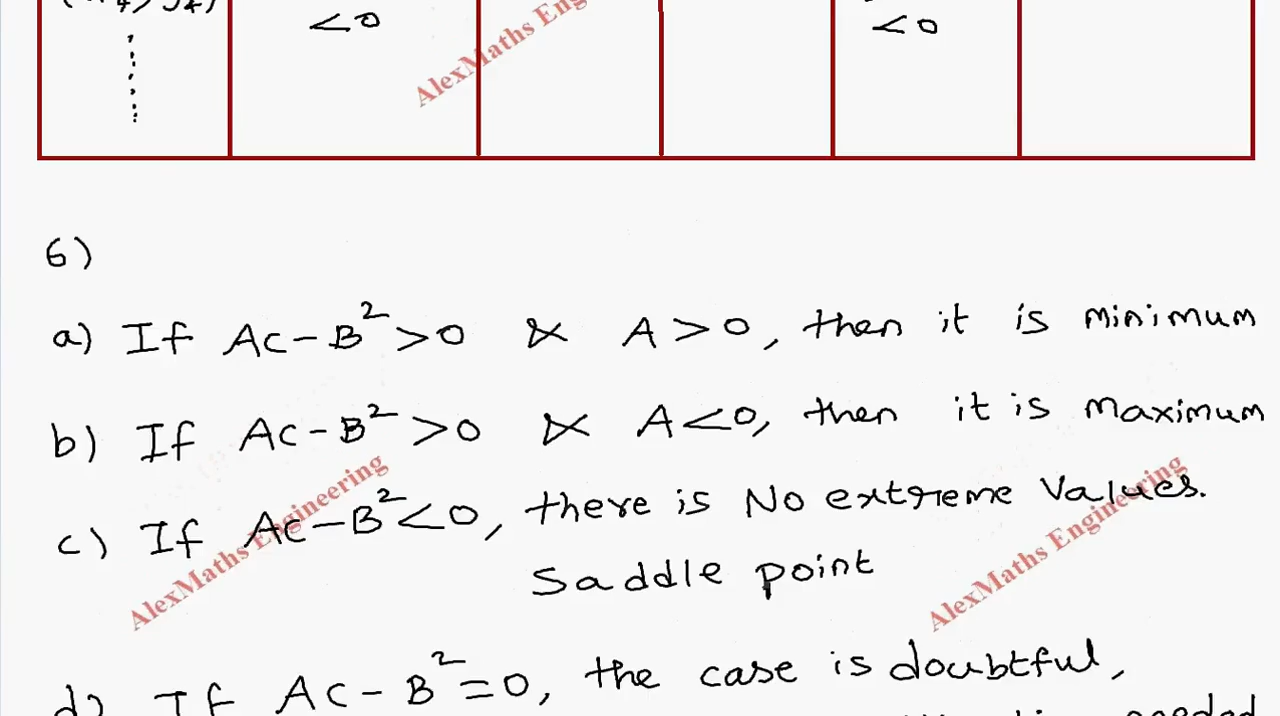 <0 <0
AlexMaths Engi
6)
a) If AC-B²>0 & A>0, then it is minimum
b) If AC-B²>0 & A<0, then it is maximum
c) If AC-B²<0, there is No extreme values.
Saddle point
AlexMaths Engineering
AlexMaths Engineering
d) If AC-B²=0, the case is doubtful,
needed